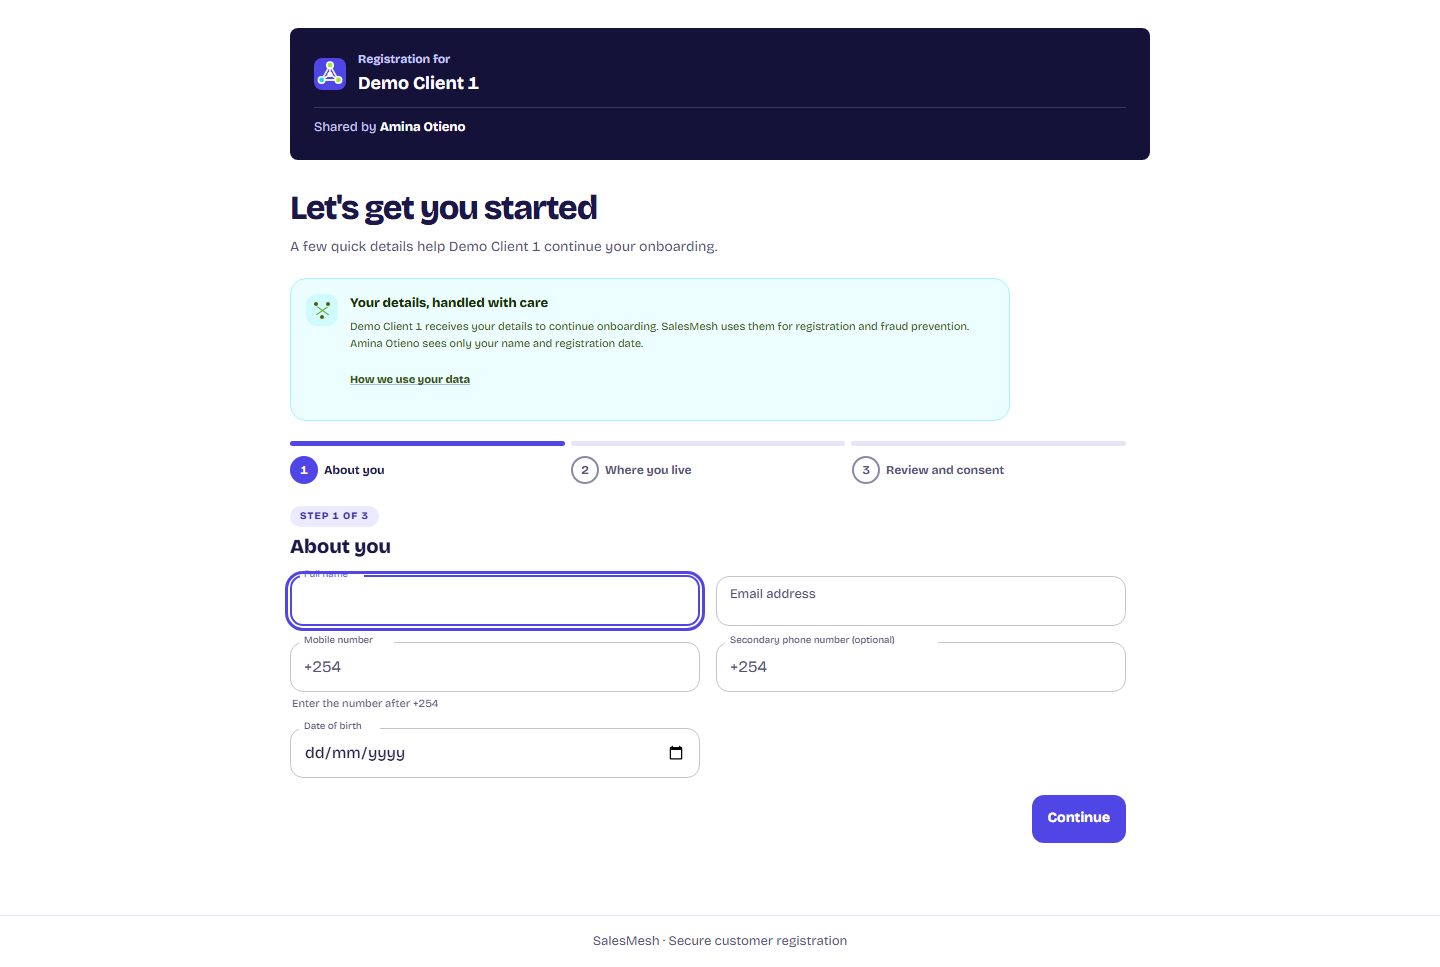 Registration for
Demo Client 1
Shared by Amina Otieno
Let's get you started
A few quick details help Demo Client 1 continue your onboarding.
Your details, handled with care
Demo Client 1 receives your details to continue onboarding. SalesMesh uses them for registration and fraud prevention.
Amina Otieno sees only your name and registration date.
How we use your data
1 About you
2 Where you live
3 Review and consent
STEP 1 OF 3
About you
Full name
Email address
Mobile number
+254
Secondary phone number (optional)
+254
Enter the number after +254
Date of birth
dd/mm/yyyy
Continue
SalesMesh · Secure customer registration